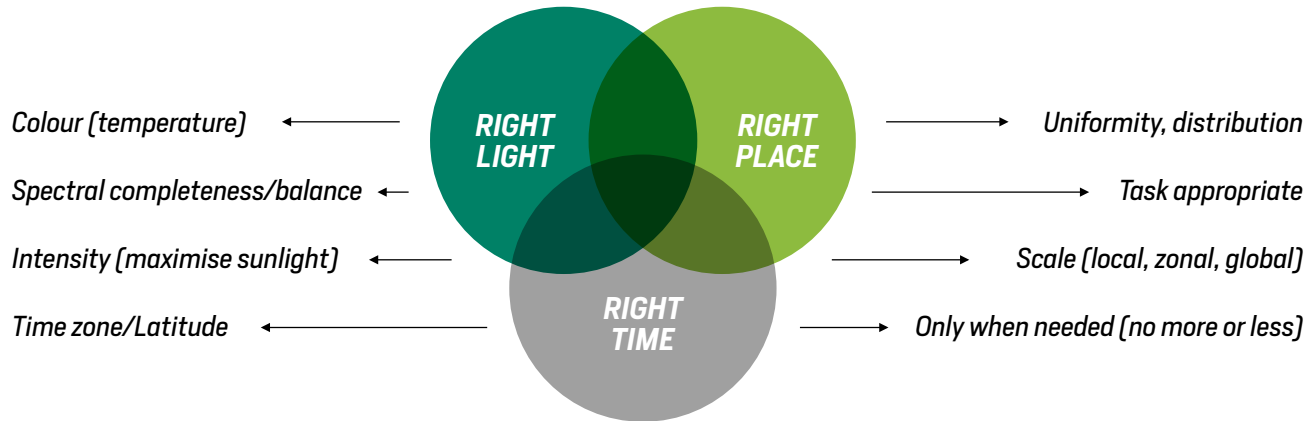 Colour (temperature)
Spectral completeness/balance
Intensity (maximise sunlight)
Time zone/Latitude
RIGHT
LIGHT
RIGHT
PLACE
RIGHT
TIME
Uniformity, distribution
Task appropriate
Scale (local, zonal, global)
Only when needed (no more or less)